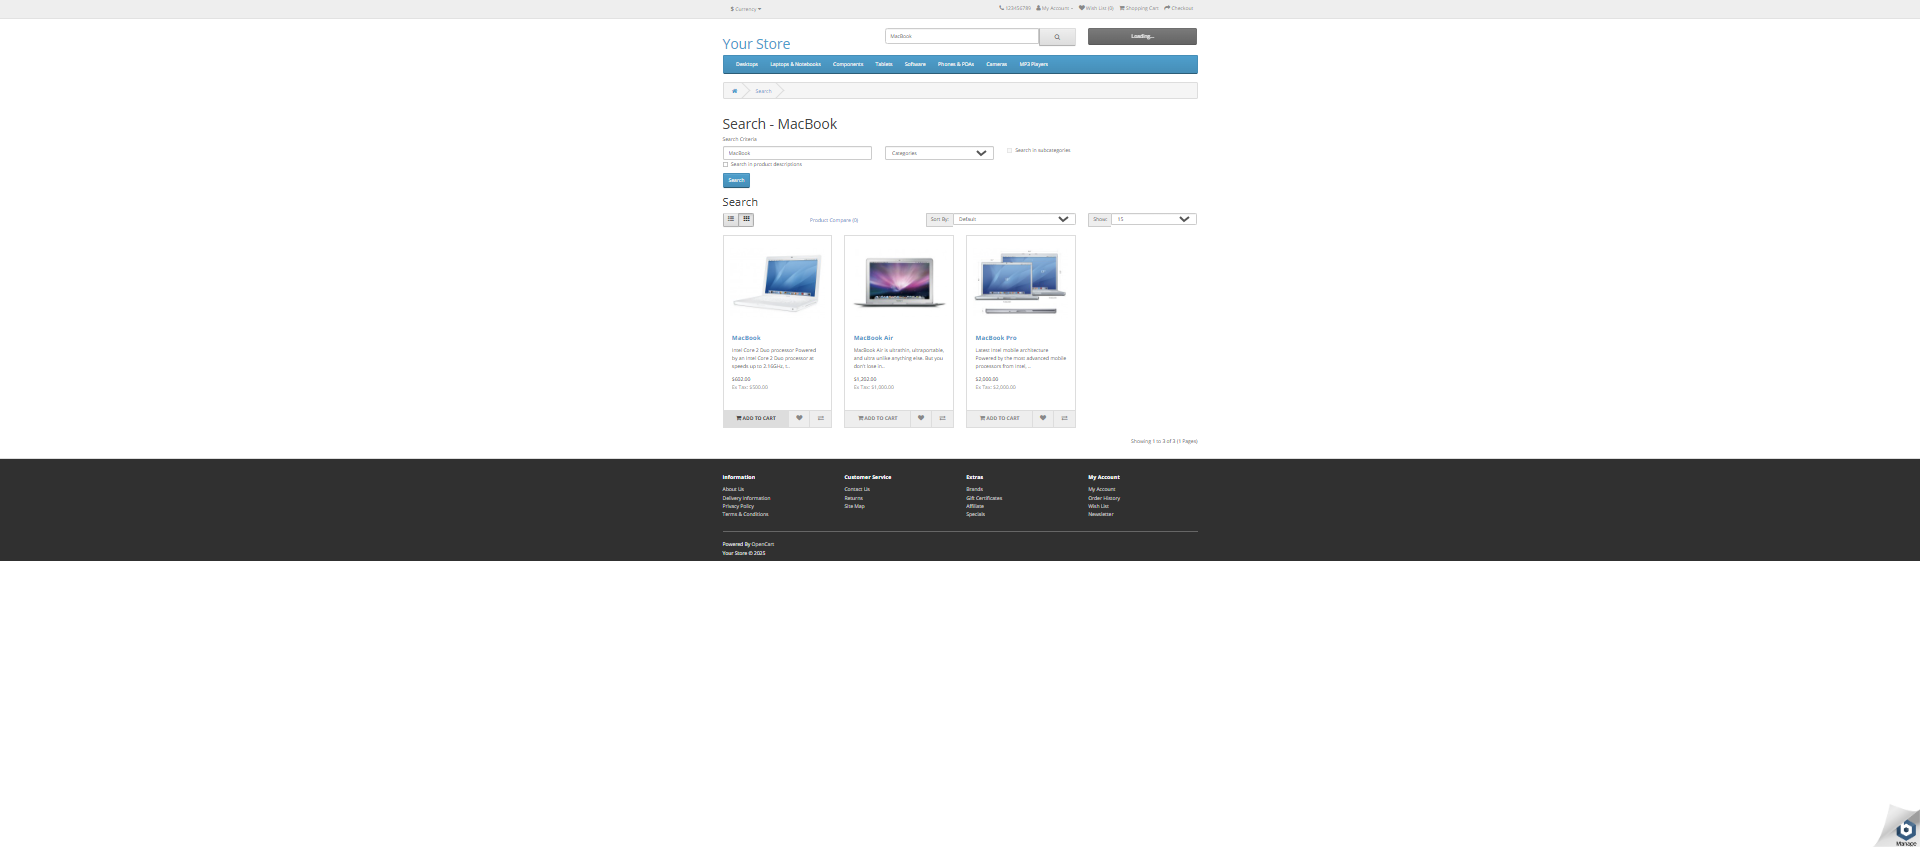 $ Currency
123456789 My Account Wish List (0) Shopping Cart Checkout
Your Store
MacBook
Loading...
Desktops Laptops & Notebooks Components Tablets Software Phones & PDAs Cameras MP3 Players
Search
Search - MacBook
Search Criteria
MacBook
Categories
Search in subcategories
Search in product descriptions
Search
Search
Product Compare (0)
Sort By: Default
Show: 15
MacBook
Intel Core 2 Duo processor Powered
by an Intel Core 2 Duo processor at
speeds up to 2.16GHz, t..
$602.00
Ex Tax: $500.00
ADD TO CART
MacBook Air
MacBook Air is ultrathin, ultraportable,
and ultra unlike anything else. But you
don't lose in..
$1,202.00
Ex Tax: $1,000.00
ADD TO CART
MacBook Pro
Latest Intel mobile architecture
Powered by the most advanced mobile
processors from Intel, ..
$2,000.00
Ex Tax: $2,000.00
ADD TO CART
Showing 1 to 3 of 3 (1 Pages)
Information
About Us
Delivery Information
Privacy Policy
Terms & Conditions
Customer Service
Contact Us
Returns
Site Map
Extras
Brands
Gift Certificates
Affiliate
Specials
My Account
My Account
Order History
Wish List
Newsletter
Powered By OpenCart
Your Store © 2025
Manage